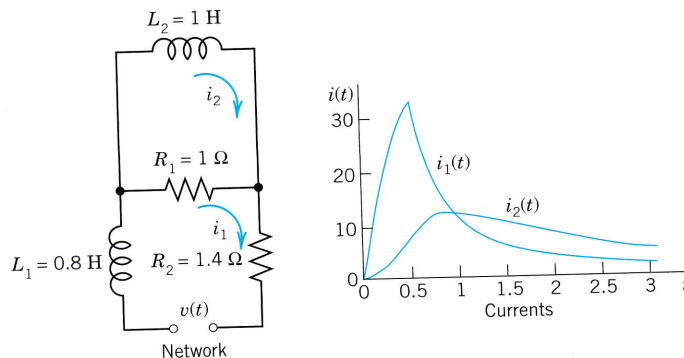 L₂ = 1 H
i₂
R₁ = 1 Ω
i₁
L₁ = 0.8 H
R₂ = 1.4 Ω
v(t)
Network
i(t)
30
20
10
0
i₁(t)
i₂(t)
0 0.5 1 1.5 2 2.5 3
Currents